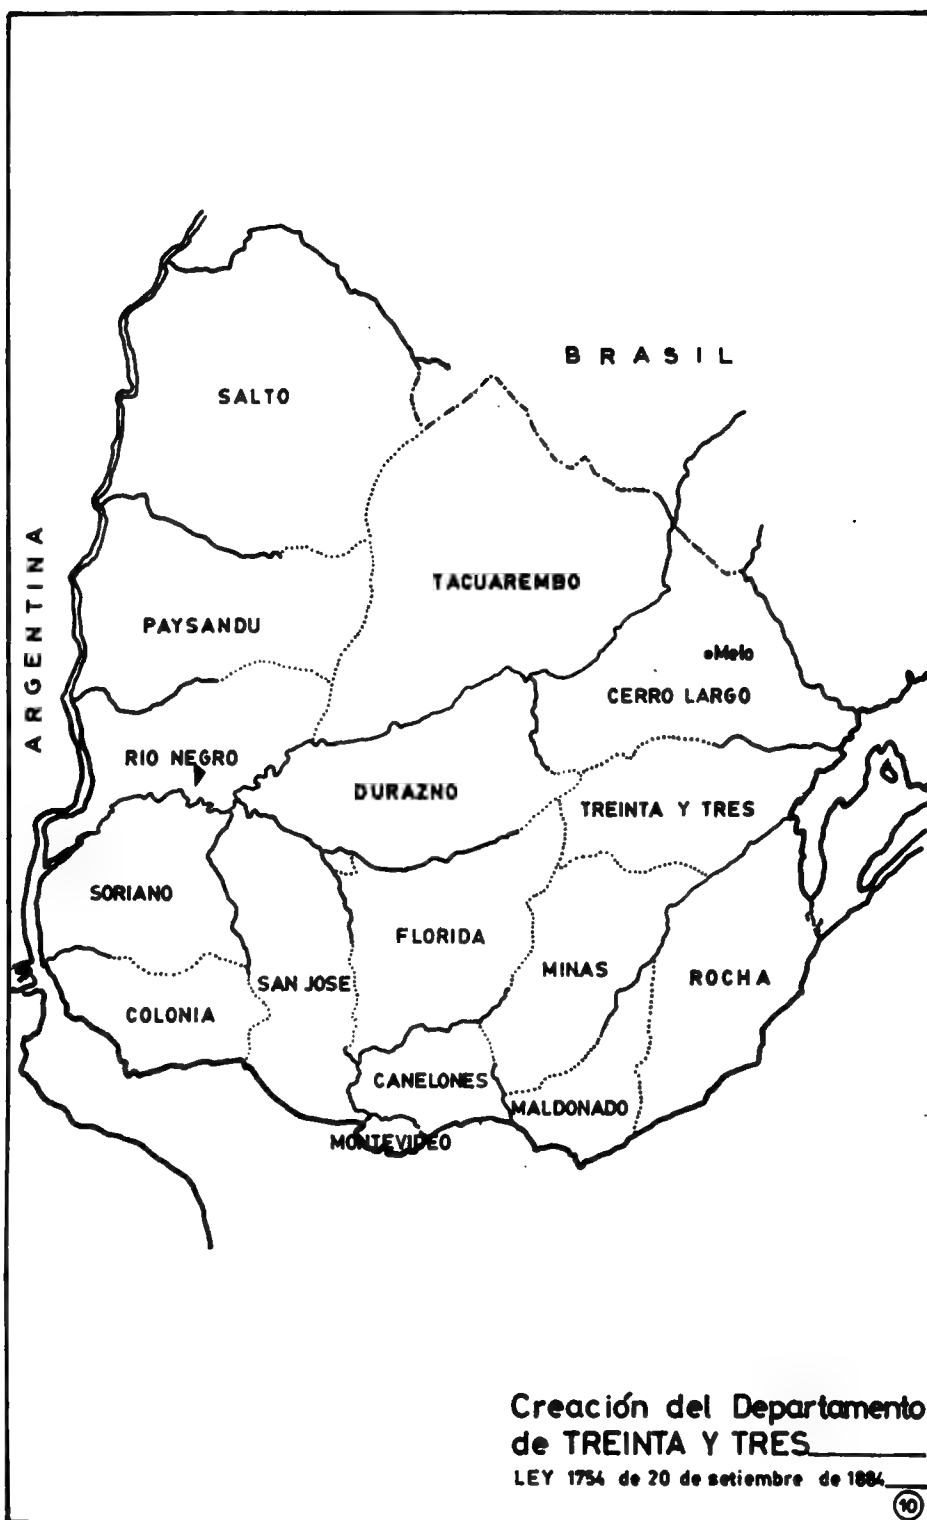 BRASIL
SALTO
ARGENTINA
TACUAREMBO
PAYSANDU
Melo
CERRO LARGO
RIO NEGRO
DURAZNO
TREINTA Y TRES
SORIANO
FLORIDA
MINAS
ROCHA
SAN JOSE
COLONIA
CANELONES
MALDONADO
MONTEVIDEO
Creación del Departamento
de TREINTA Y TRES
LEY 1754 de 20 de setiembre de 1884
10